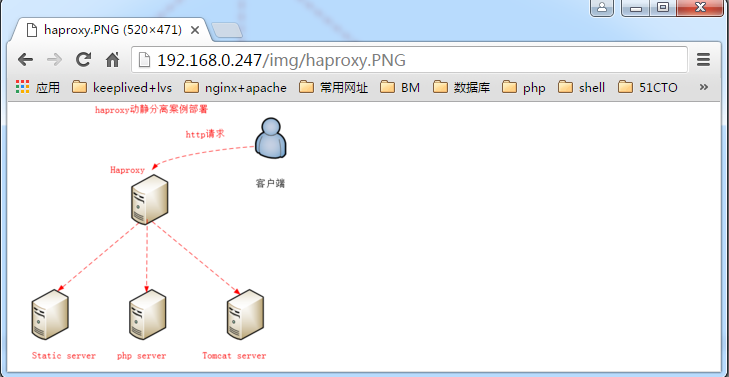 haproxy.PNG (520×471)
192.168.0.247/img/haproxy.PNG
应用 keeplived+lvs nginx+apache 常用网址 BM 数据库 php shell 51CTO »
haproxy动静分离案例部署
http请求
Haproxy
客户端
Static server php server Tomcat server